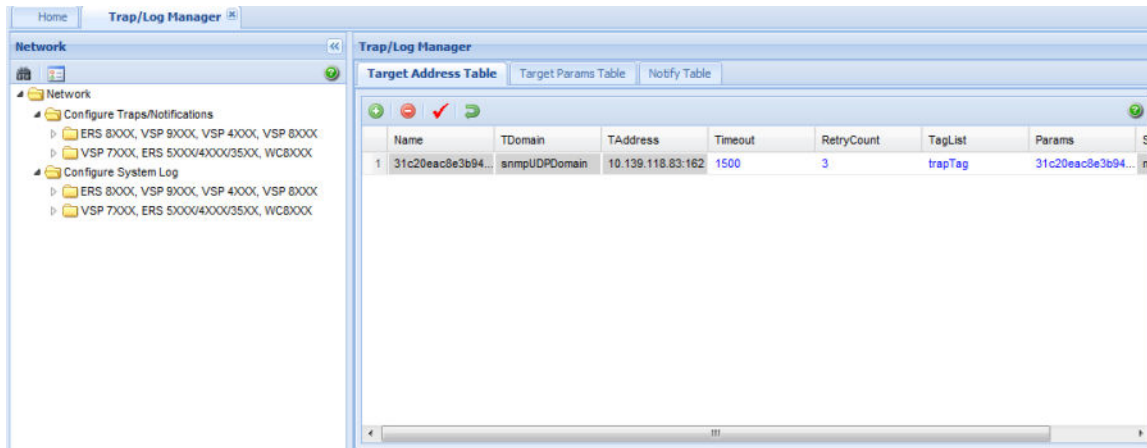 Home Trap/Log Manager
Network
Trap/Log Manager
Target Address Table Target Params Table Notify Table
Network
Configure Traps/Notifications
ERS 8XXX, VSP 9XXX, VSP 4XXX, VSP 8XXX
VSP 7XXX, ERS 5XXX/4XXX/35XX, WC8XXX
Configure System Log
ERS 8XXX, VSP 9XXX, VSP 4XXX, VSP 8XXX
VSP 7XXX, ERS 5XXX/4XXX/35XX, WC8XXX
Name TDomain TAddress Timeout RetryCount TagList Params S
1 31c20eac8e3b94... snmpUDPDomain 10.139.118.83:162 1500 3 trapTag 31c20eac8e3b94...